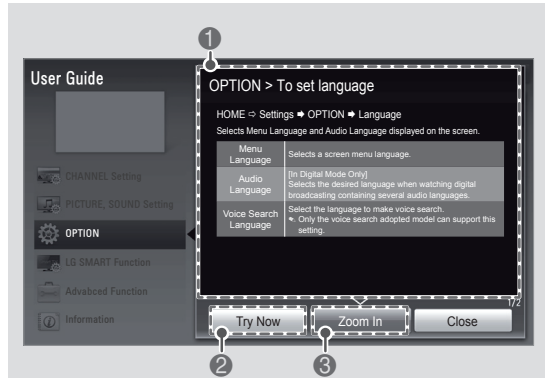 1
User Guide
OPTION > To set language
HOME ⇨ Settings ➡ OPTION ➡ Language
Selects Menu Language and Audio Language displayed on the screen.
Menu
Language
Selects a screen menu language.
Audio
Language
[In Digital Mode Only]
Selects the desired language when watching digital
broadcasting containing several audio languages.
Voice Search
Language
Select the language to make voice search.
Only the voice search adopted model can support this
setting.
CHANNEL Setting
PICTURE, SOUND Setting
OPTION
LG SMART Function
Advabced Function
Information
1/2
Try Now
Zoom In
Close
2
3